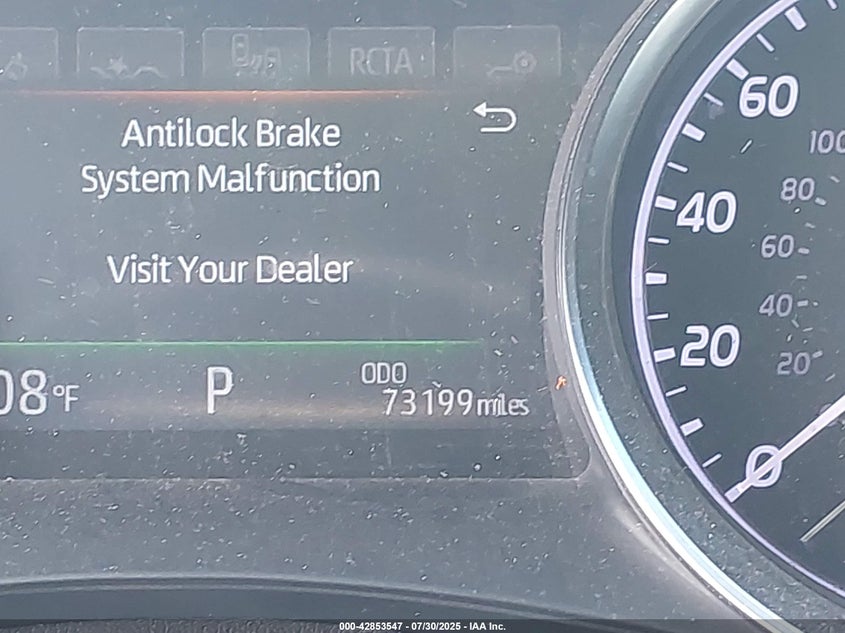 RCTA
Antilock Brake
System Malfunction
Visit Your Dealer
08°F
P
ODO
73199 miles
60
40
20
0
100
80
60
40
20
000-42853547 - 07/30/2025 - IAA Inc.